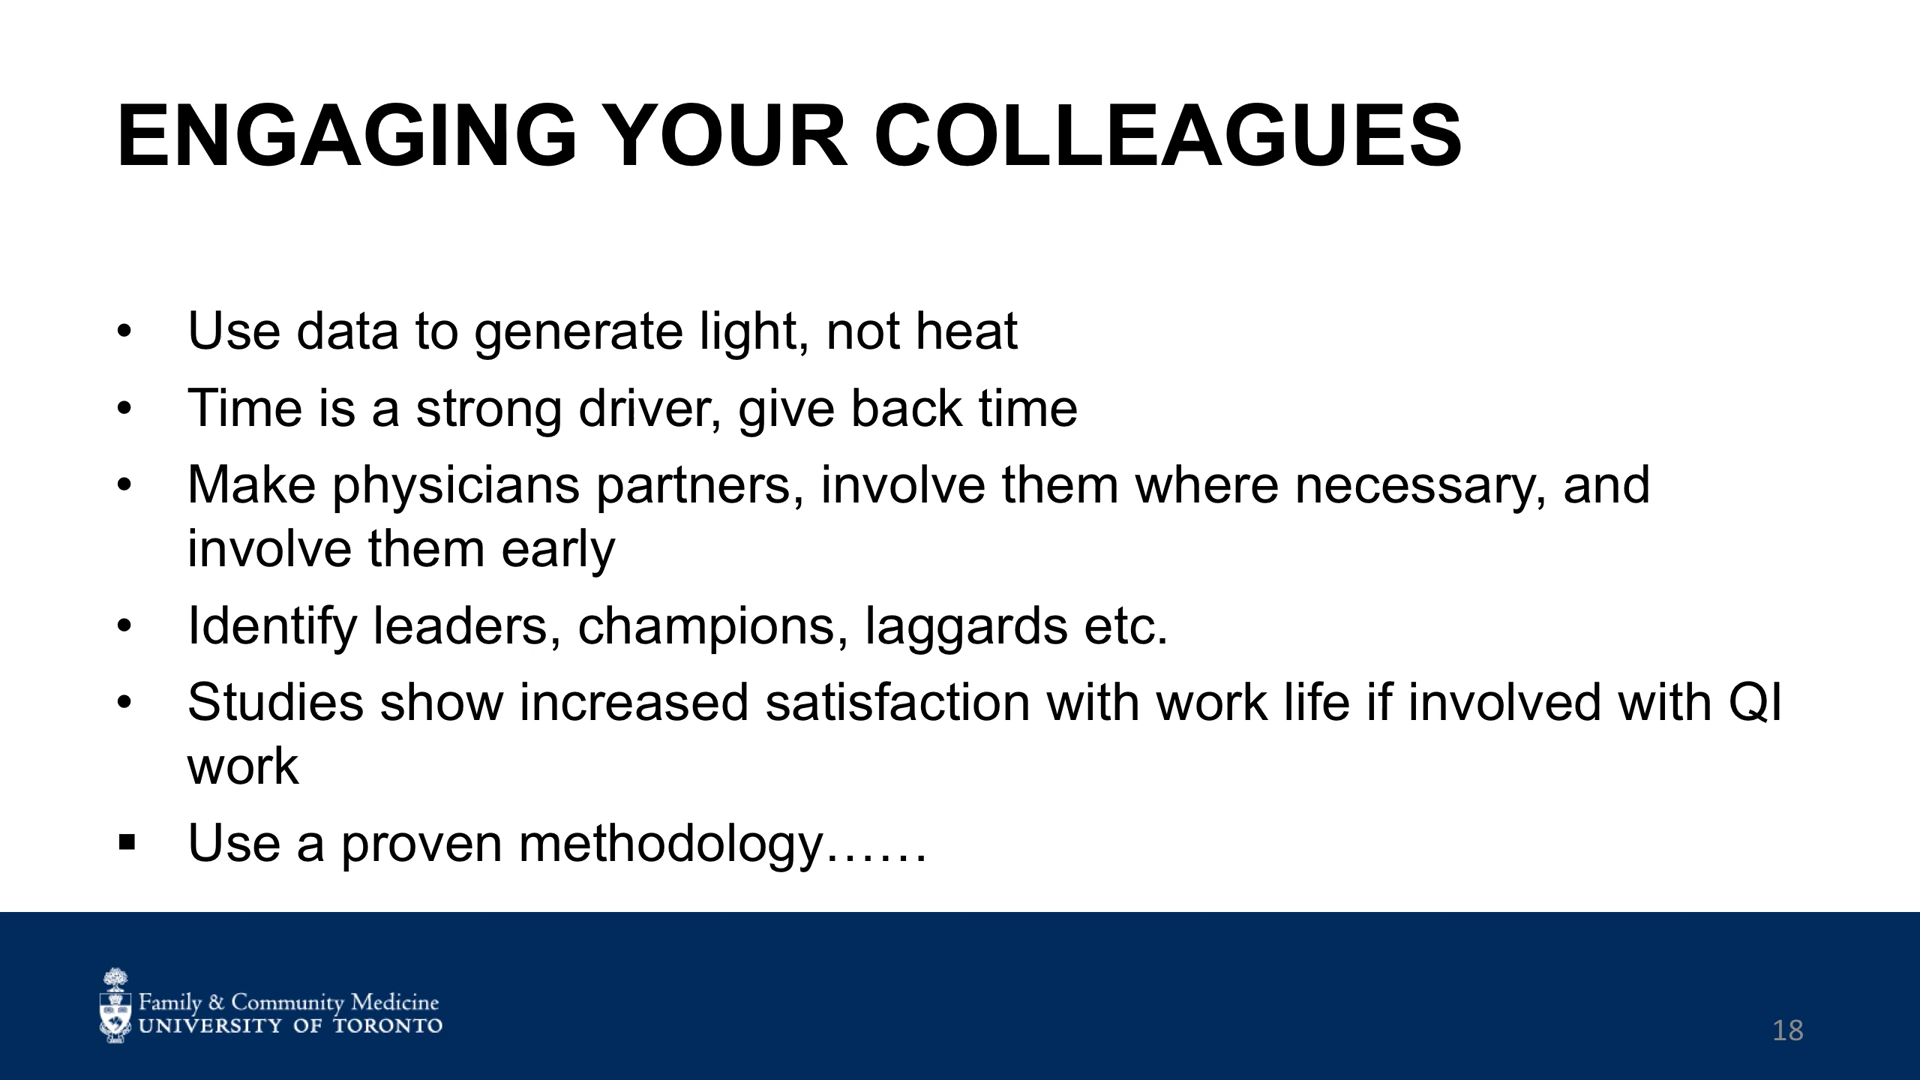 ENGAGING YOUR COLLEAGUES
• Use data to generate light, not heat
• Time is a strong driver, give back time
• Make physicians partners, involve them where necessary, and
involve them early
• Identify leaders, champions, laggards etc.
• Studies show increased satisfaction with work life if involved with QI
work
▪ Use a proven methodology……
Family & Community Medicine
UNIVERSITY OF TORONTO
18